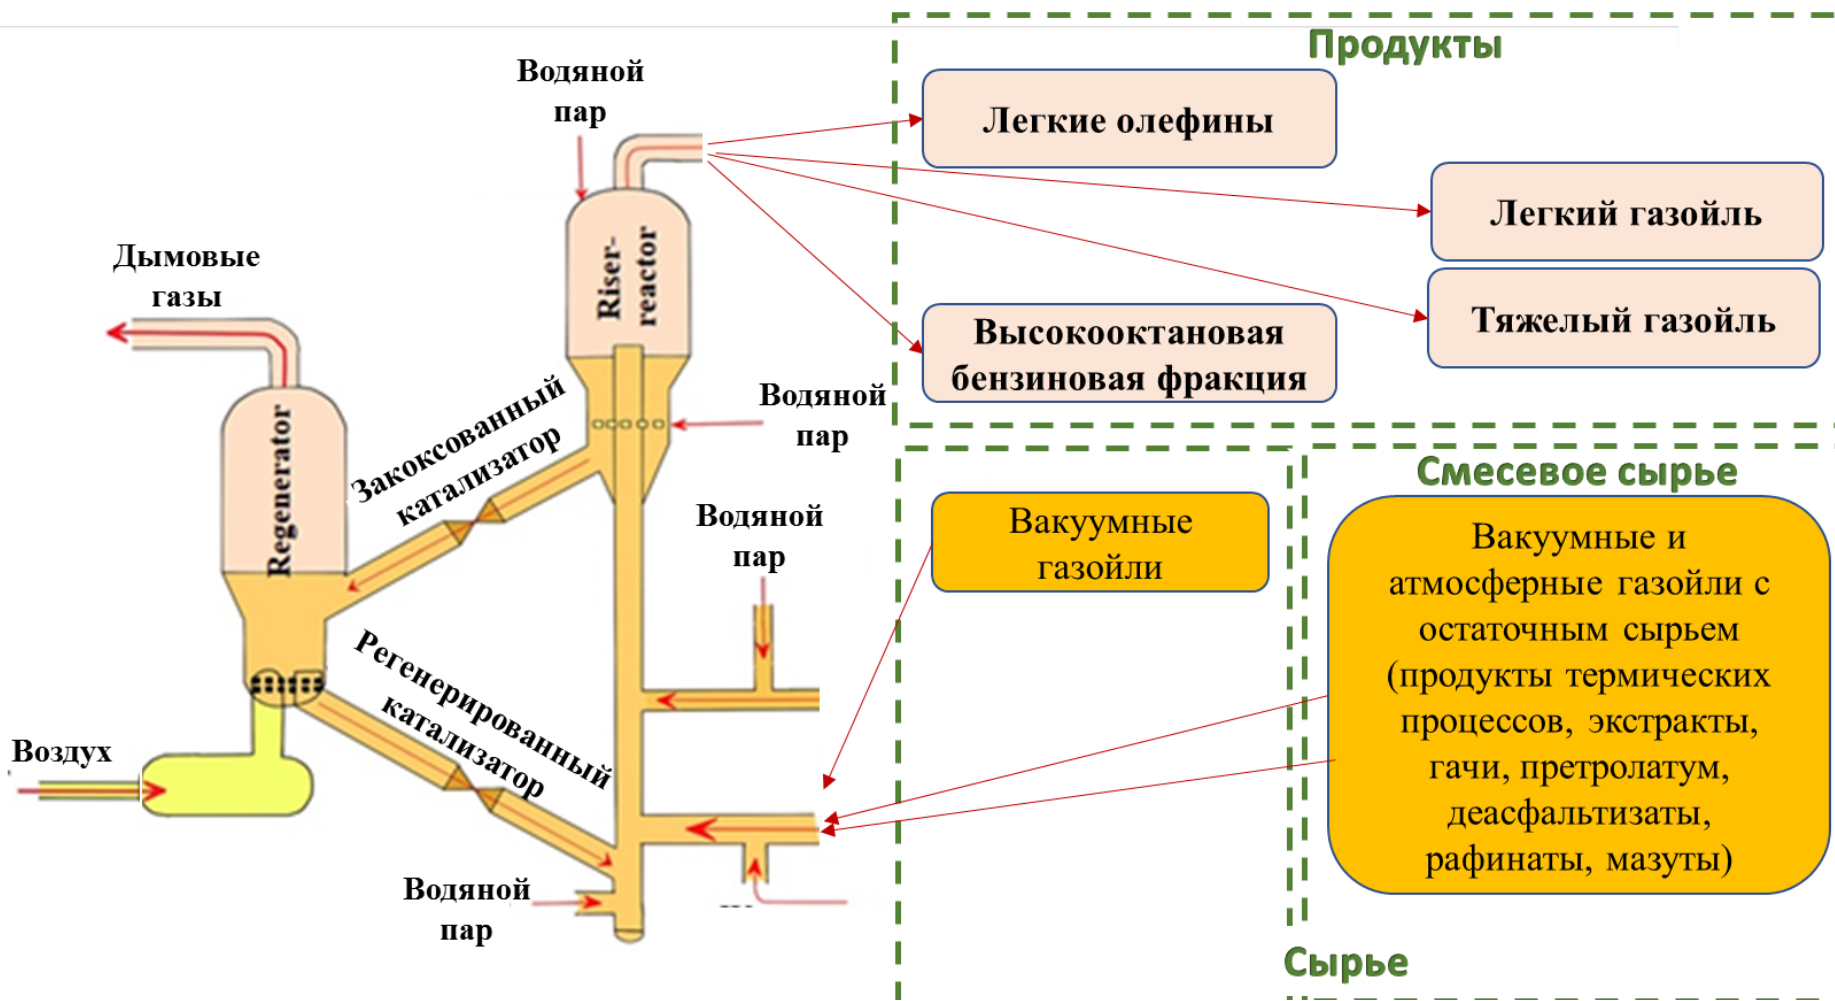 Продукты
Водяной
пар
Легкие олефины
Легкий газойль
Riser-
reactor
Дымовые
газы
Тяжелый газойль
Высокооктановая
бензиновая фракция
Закоксованный
катализатор
Водяной
пар
Regenerator
Смесевое сырье
Водяной
пар
Вакуумные
газойли
Вакуумные и
атмосферные газойли с
остаточным сырьем
(продукты термических
процессов, экстракты,
гачи, претролатум,
деасфальтизаты,
рафинаты, мазуты)
Регенерированный
катализатор
Воздух
Водяной
пар
Сырье